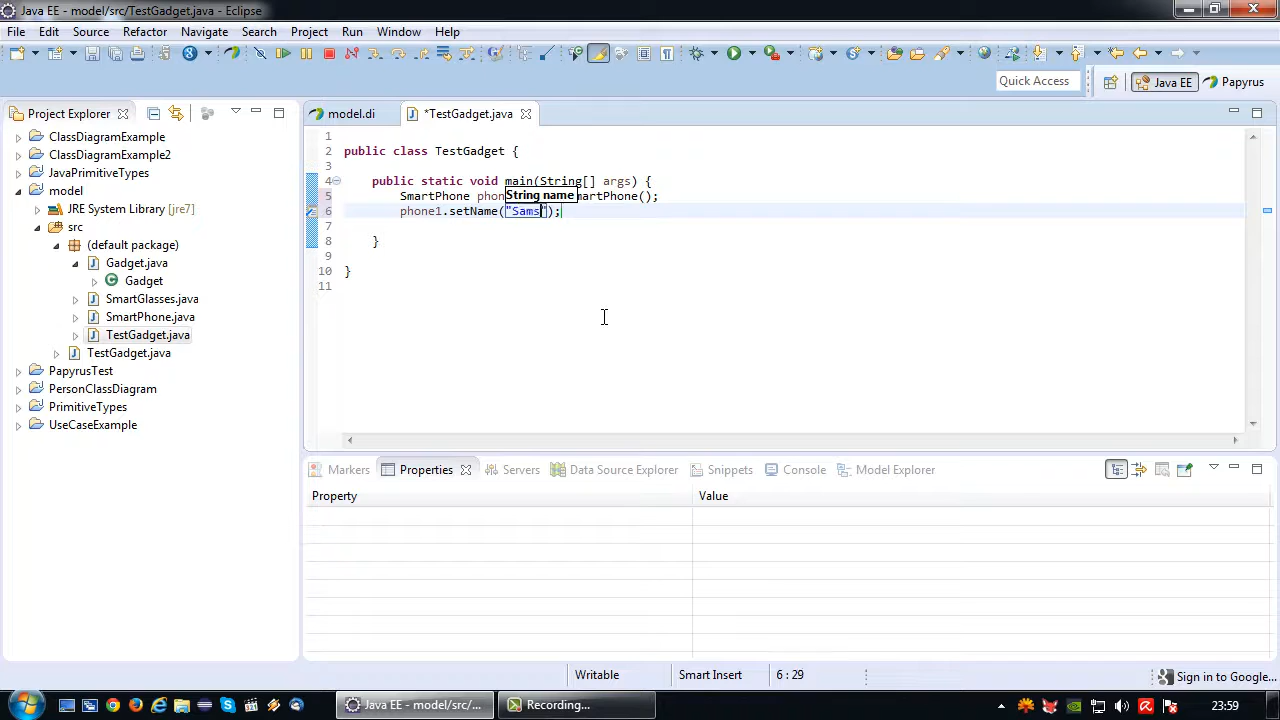 Java EE - model/src/TestGadget.java - Eclipse
File Edit Source Refactor Navigate Search Project Run Window Help
Quick Access
Java EE
Papyrus
Project Explorer
model.di
*TestGadget.java
ClassDiagramExample
ClassDiagramExample2
JavaPrimitiveTypes
model
JRE System Library [jre7]
src
(default package)
Gadget.java
Gadget
SmartGlasses.java
SmartPhone.java
TestGadget.java
TestGadget.java
PapyrusTest
PersonClassDiagram
PrimitiveTypes
UseCaseExample
1
2 public class TestGadget {
3
4 public static void main(String[] args) {
5 SmartPhone phon String name martPhone();
6 phone1.setName("Sams");
7
8 }
9
10 }
11
Markers Properties Servers Data Source Explorer Snippets Console Model Explorer
Property Value
Writable Smart Insert 6 : 29 Sign in to Google...
Java EE - model/src/... Recording... 23:59